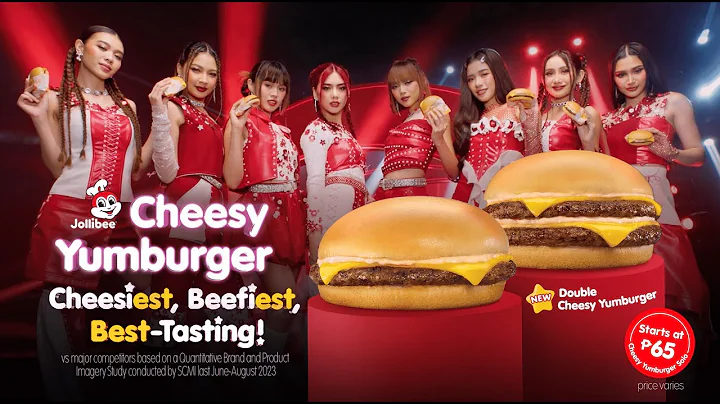 Jollibee
Cheesy
Yumburger
Cheesiest, Beefiest,
Best-Tasting!
vs major competitors based on a Quantitative Brand and Product
Imagery Study conducted by SCMI last June-August 2023
NEW
Double
Cheesy Yumburger
Starts at
₱65
Cheesy Yumburger Solo
price varies